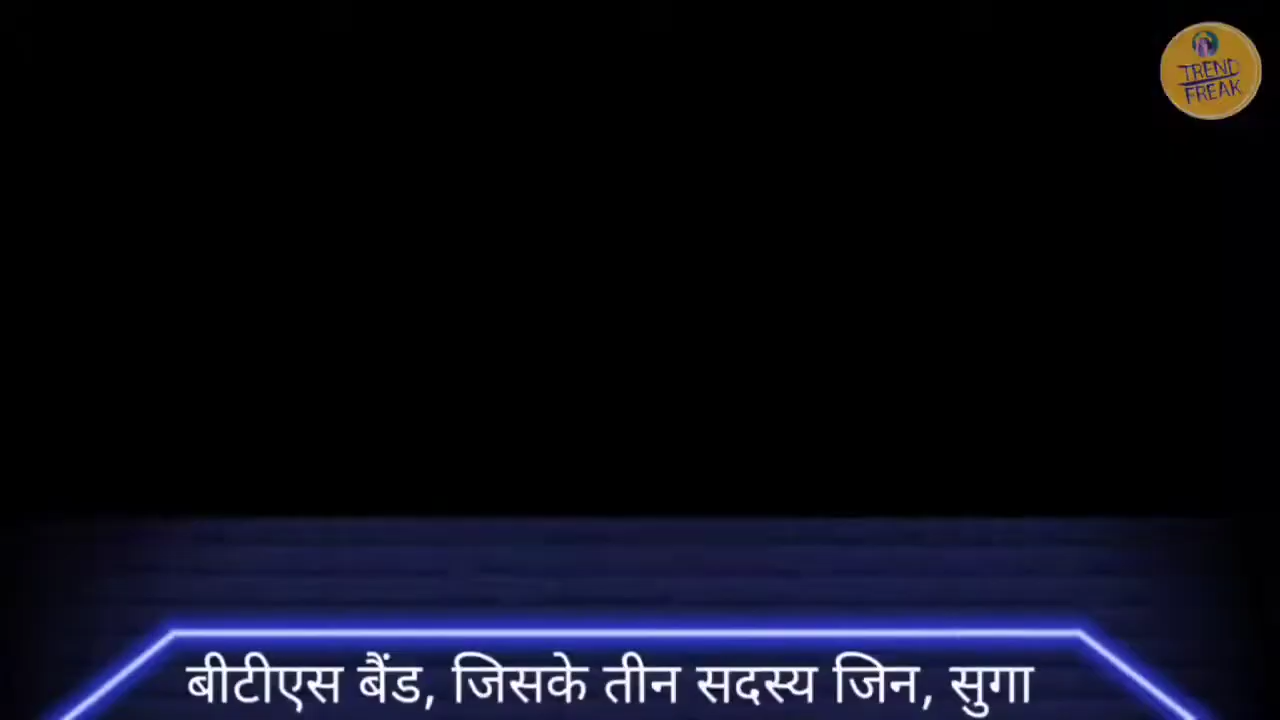 TREND
FREAK
बीटीएस बैंड, जिसके तीन सदस्य जिन, सुगा